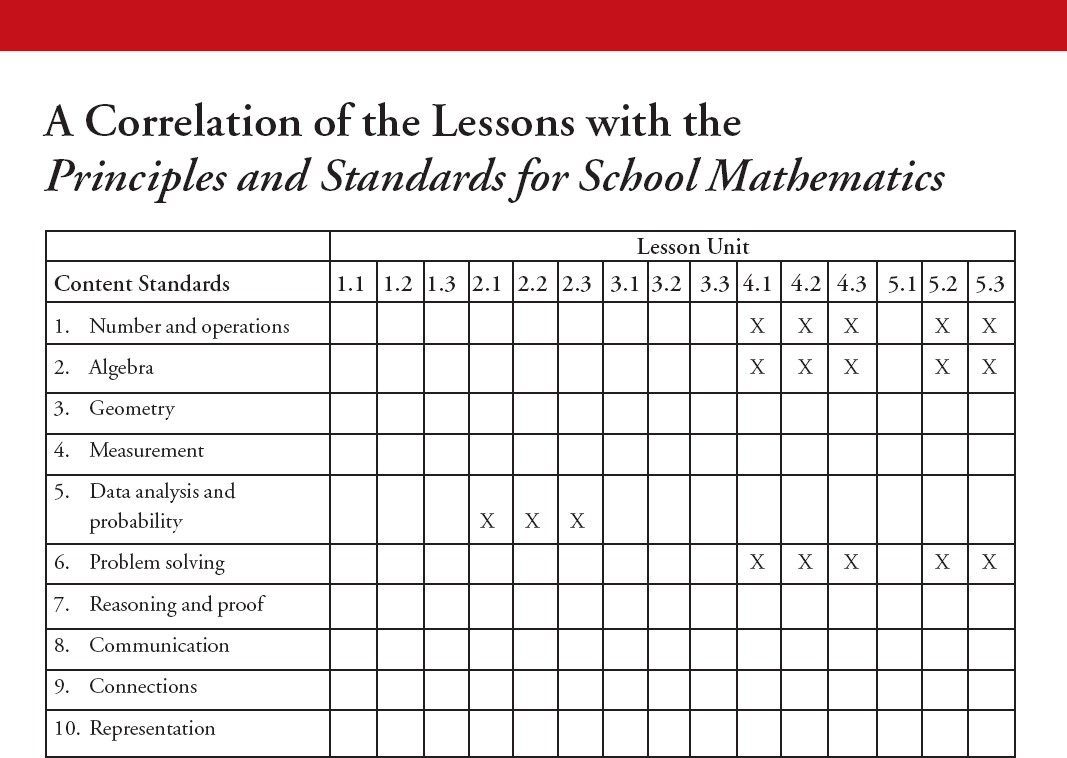 A Correlation of the Lessons with the
Principles and Standards for School Mathematics
Lesson Unit
Content Standards 1.1 1.2 1.3 2.1 2.2 2.3 3.1 3.2 3.3 4.1 4.2 4.3 5.1 5.2 5.3
1. Number and operations X X X X X
2. Algebra X X X X X
3. Geometry
4. Measurement
5. Data analysis and
probability X X X
6. Problem solving X X X X X
7. Reasoning and proof
8. Communication
9. Connections
10. Representation